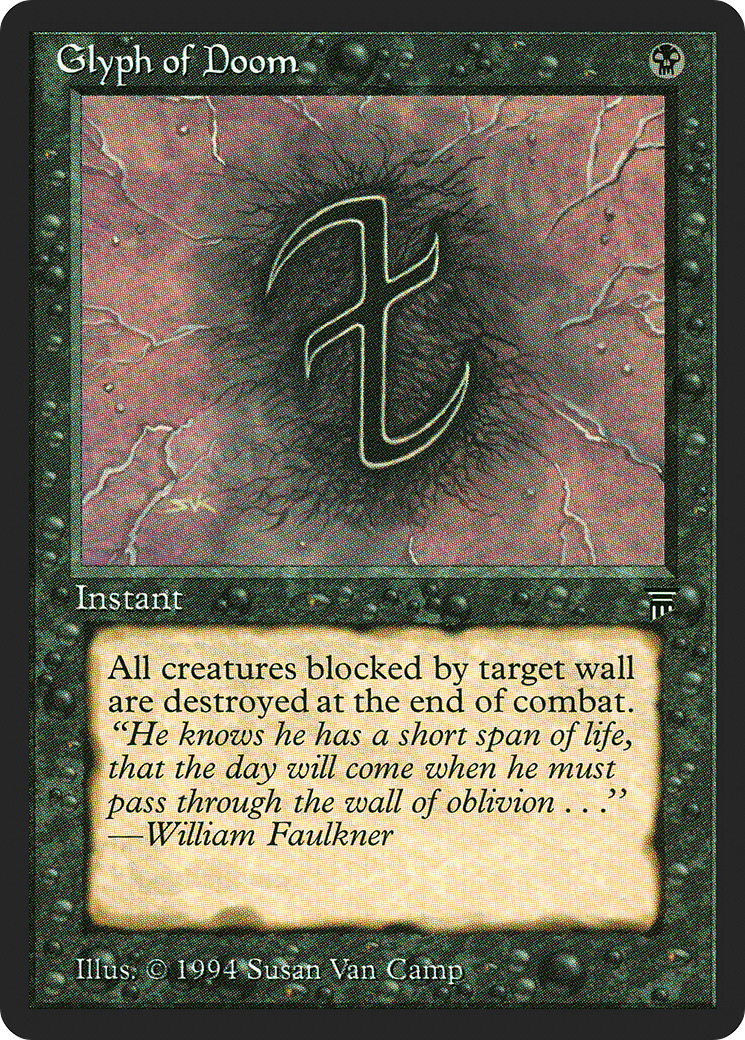 Glyph of Doom
SVC
Instant
All creatures blocked by target wall
are destroyed at the end of combat.
“He knows he has a short span of life,
that the day will come when he must
pass through the wall of oblivion . . .’’
—William Faulkner
Illus. © 1994 Susan Van Camp